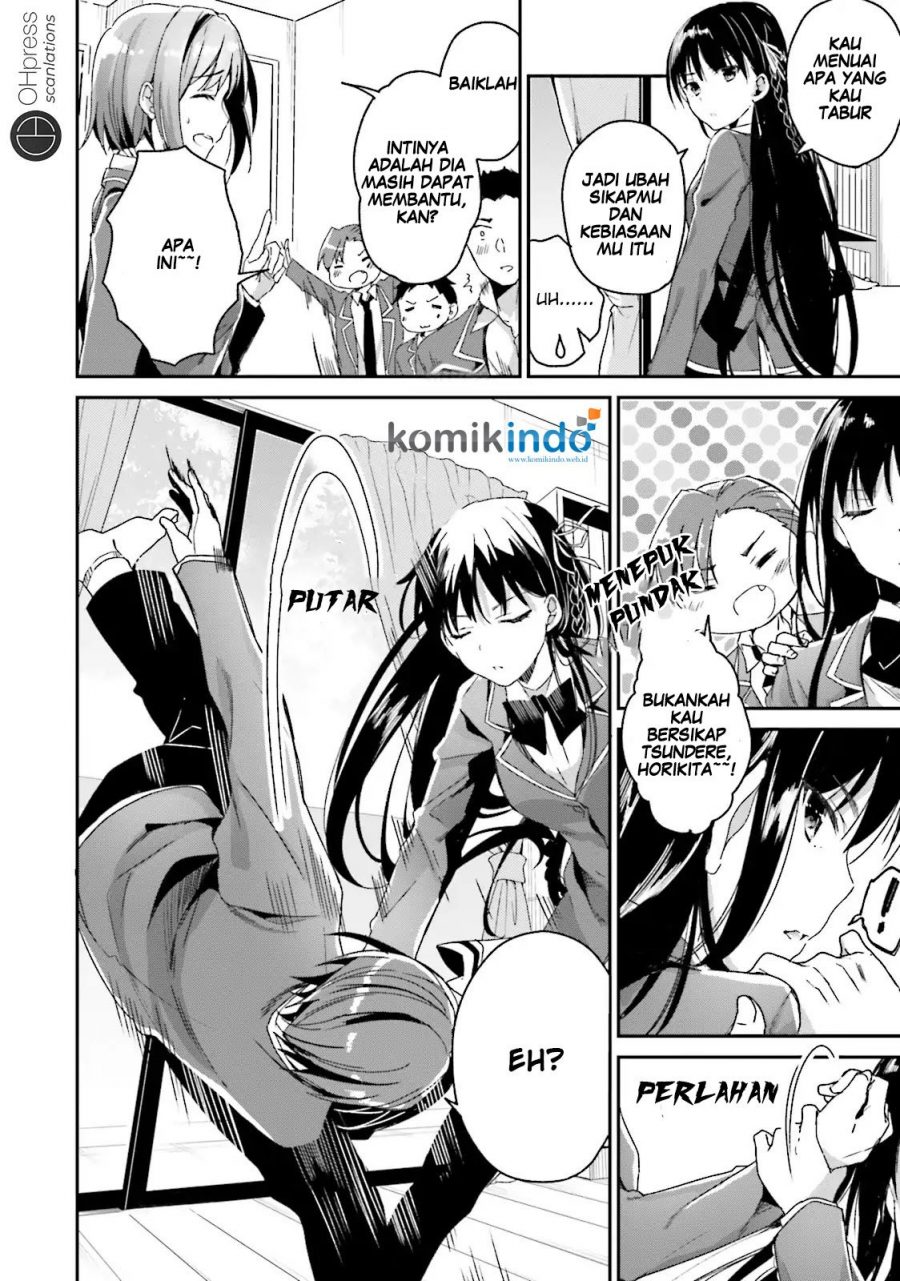 KAU
MENUAI
APA YANG
KAU
TABUR
JADI UBAH
SIKAPMU
DAN
KEBIASAAN
MU ITU
UH......
BAIKLAH
INTINYA
ADALAH DIA
MASIH DAPAT
MEMBANTU,
KAN?
APA
INI~~!
OHpress
scanlations
MENEPUK
PUNDAK
BUKANKAH
KAU
BERSIKAP
TSUNDERE,
HORIKITA~~!
!
PERLAHAN
komikindo
www.komikindo.web.id
PUTAR
EH?